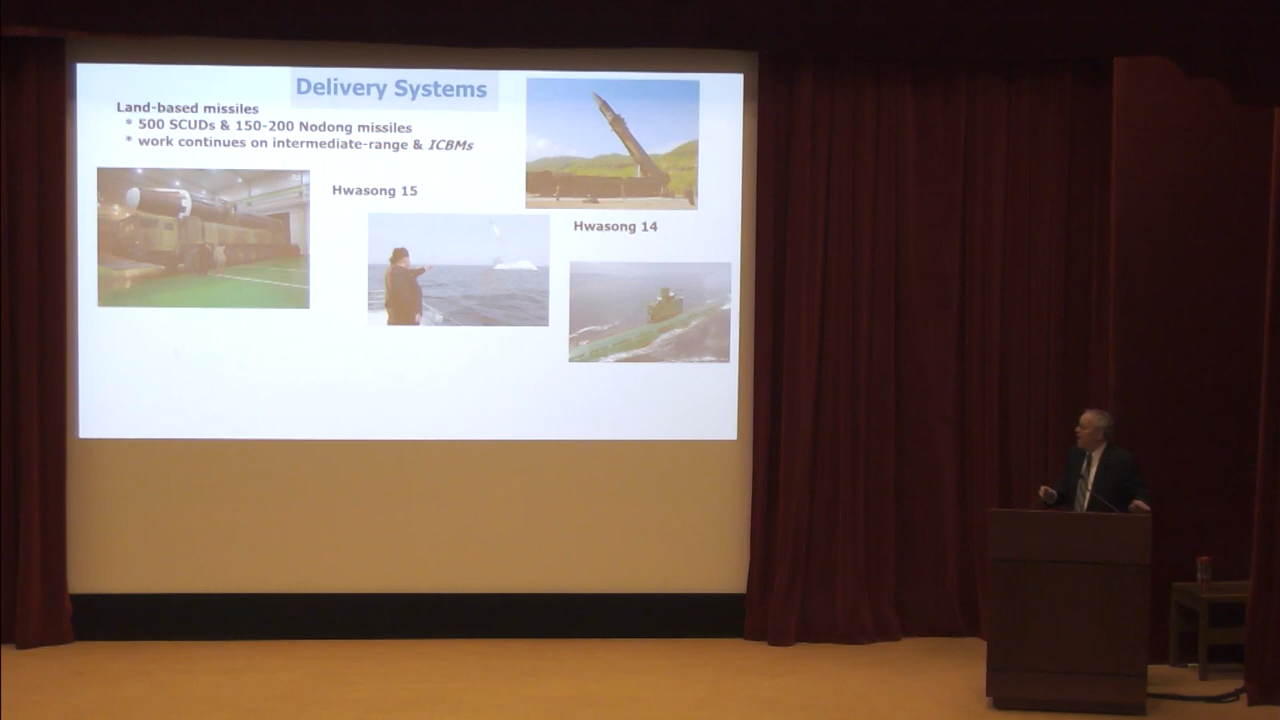 Delivery Systems
Land-based missiles
* 500 SCUDs & 150-200 Nodong missiles
* work continues on intermediate-range & ICBMs
Hwasong 15
Hwasong 14